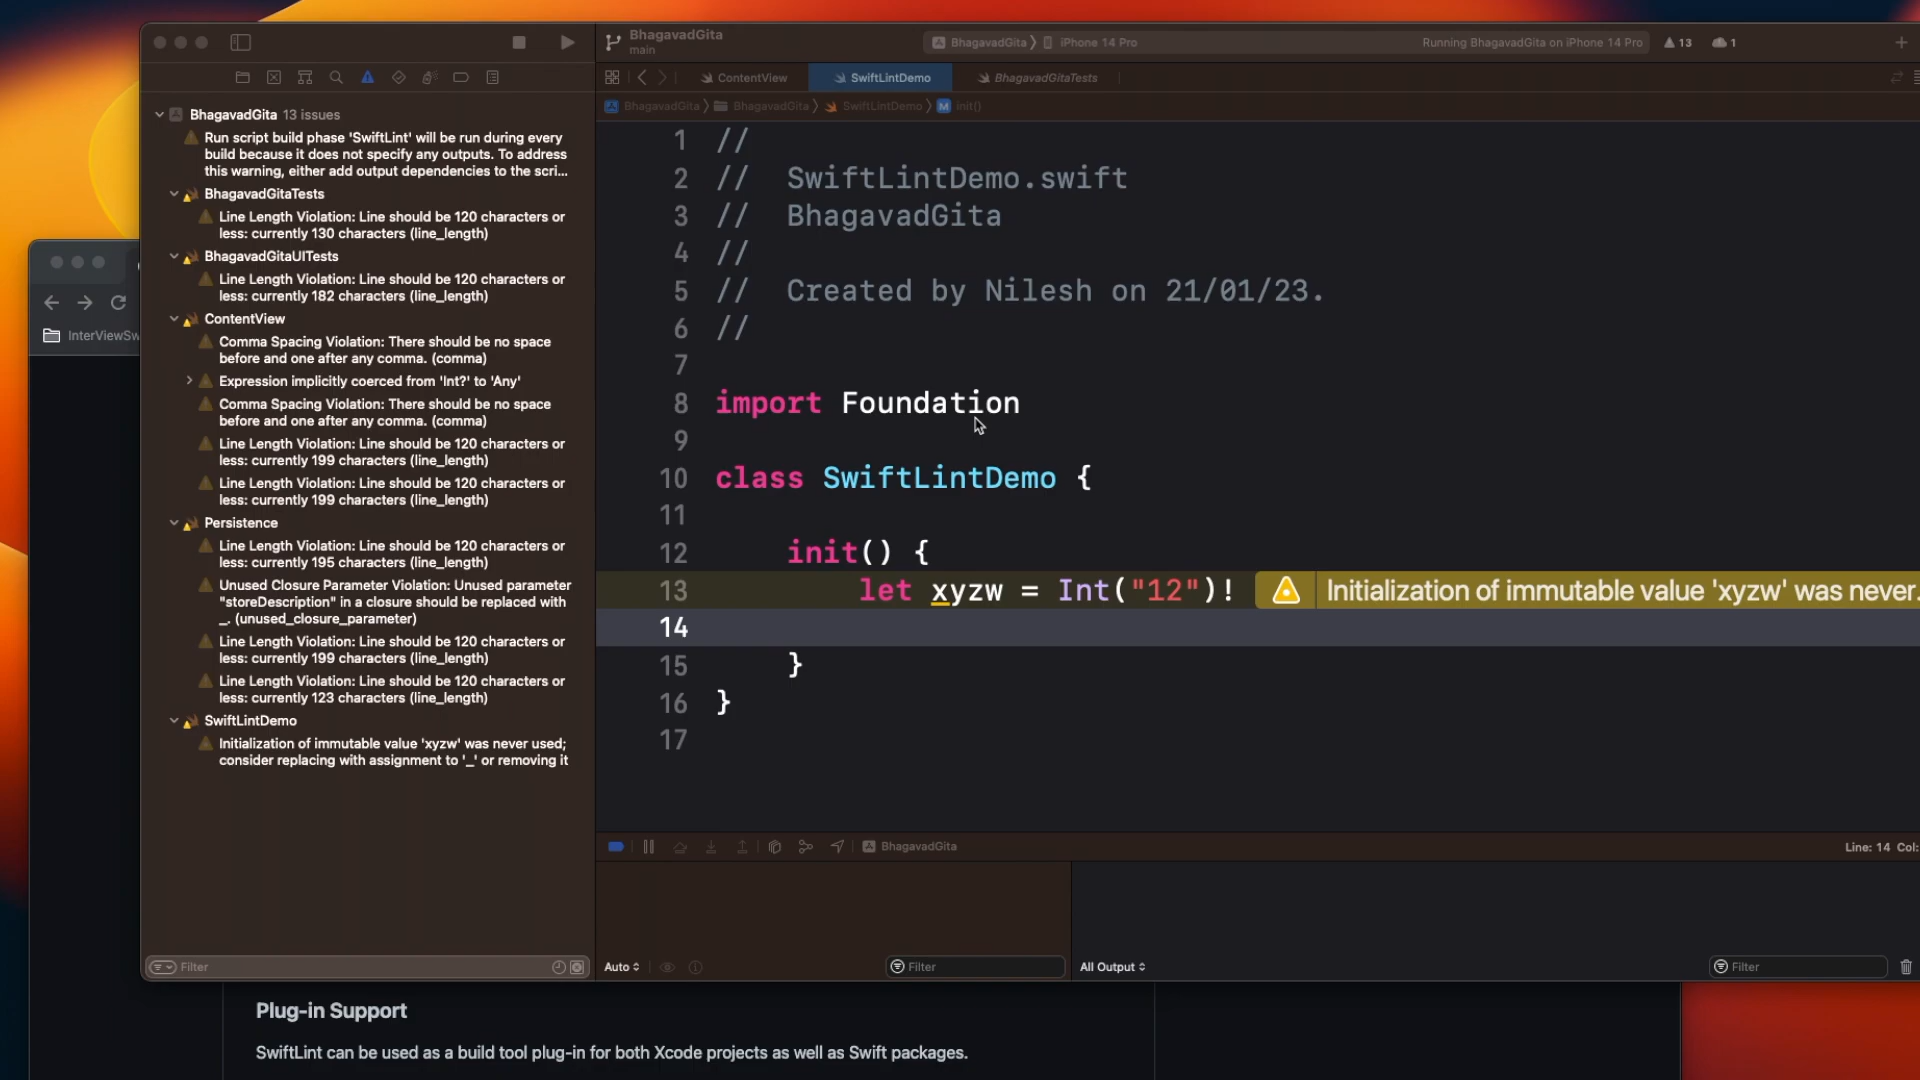 BhagavadGita
main
BhagavadGita
iPhone 14 Pro
Running BhagavadGita on iPhone 14 Pro
13
1
ContentView
SwiftLintDemo
BhagavadGitaTests
BhagavadGita
BhagavadGita
SwiftLintDemo
M init()
BhagavadGita 13 issues
Run script build phase 'SwiftLint' will be run during every
build because it does not specify any outputs. To address
this warning, either add output dependencies to the scri...
BhagavadGitaTests
Line Length Violation: Line should be 120 characters or
less: currently 130 characters (line_length)
BhagavadGitaUITests
Line Length Violation: Line should be 120 characters or
less: currently 182 characters (line_length)
ContentView
Comma Spacing Violation: There should be no space
before and one after any comma. (comma)
Expression implicitly coerced from 'Int?' to 'Any'
Comma Spacing Violation: There should be no space
before and one after any comma. (comma)
Line Length Violation: Line should be 120 characters or
less: currently 199 characters (line_length)
Line Length Violation: Line should be 120 characters or
less: currently 199 characters (line_length)
Persistence
Line Length Violation: Line should be 120 characters or
less: currently 195 characters (line_length)
Unused Closure Parameter Violation: Unused parameter
"storeDescription" in a closure should be replaced with
_. (unused_closure_parameter)
Line Length Violation: Line should be 120 characters or
less: currently 199 characters (line_length)
Line Length Violation: Line should be 120 characters or
less: currently 123 characters (line_length)
SwiftLintDemo
Initialization of immutable value 'xyzw' was never used;
consider replacing with assignment to '_' or removing it
Filter
1 //
2 // SwiftLintDemo.swift
3 // BhagavadGita
4 //
5 // Created by Nilesh on 21/01/23.
6 //
7
8 import Foundation
9
10 class SwiftLintDemo {
11
12 init() {
13 let xyzw = Int("12")! Initialization of immutable value 'xyzw' was never.
14
15 }
16 }
17
BhagavadGita
Line: 14 Col:
Auto
Filter
All Output
Filter
InterViewSw
Plug-in Support
SwiftLint can be used as a build tool plug-in for both Xcode projects as well as Swift packages.